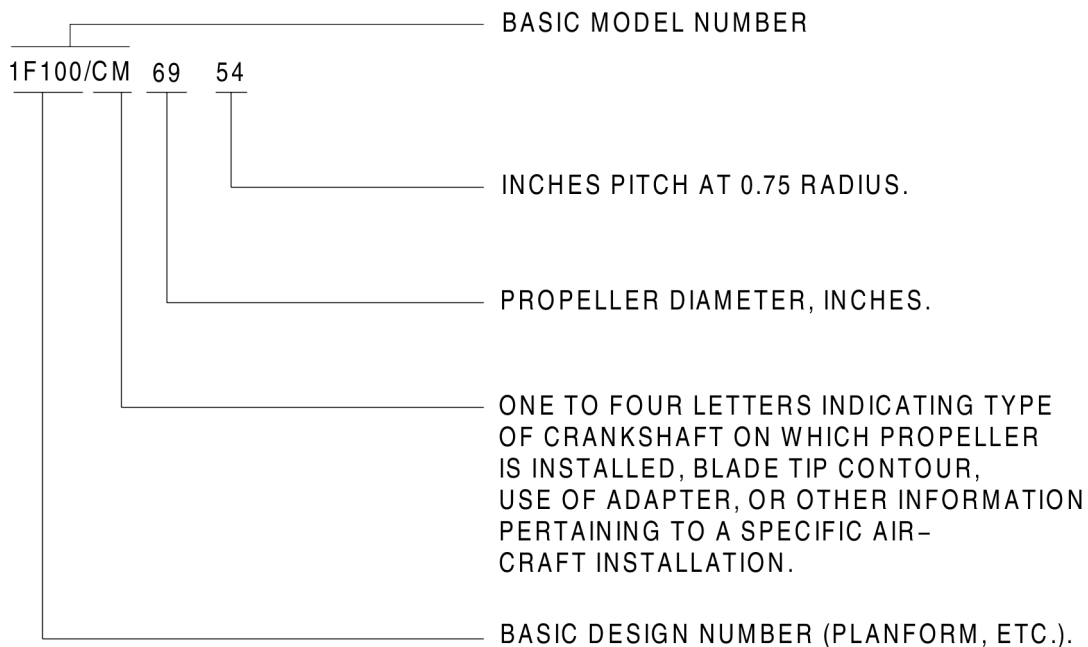 BASIC MODEL NUMBER
1F100/CM 69 54
INCHES PITCH AT 0.75 RADIUS.
PROPELLER DIAMETER, INCHES.
ONE TO FOUR LETTERS INDICATING TYPE
OF CRANKSHAFT ON WHICH PROPELLER
IS INSTALLED, BLADE TIP CONTOUR,
USE OF ADAPTER, OR OTHER INFORMATION
PERTAINING TO A SPECIFIC AIR–
CRAFT INSTALLATION.
BASIC DESIGN NUMBER (PLANFORM, ETC.).